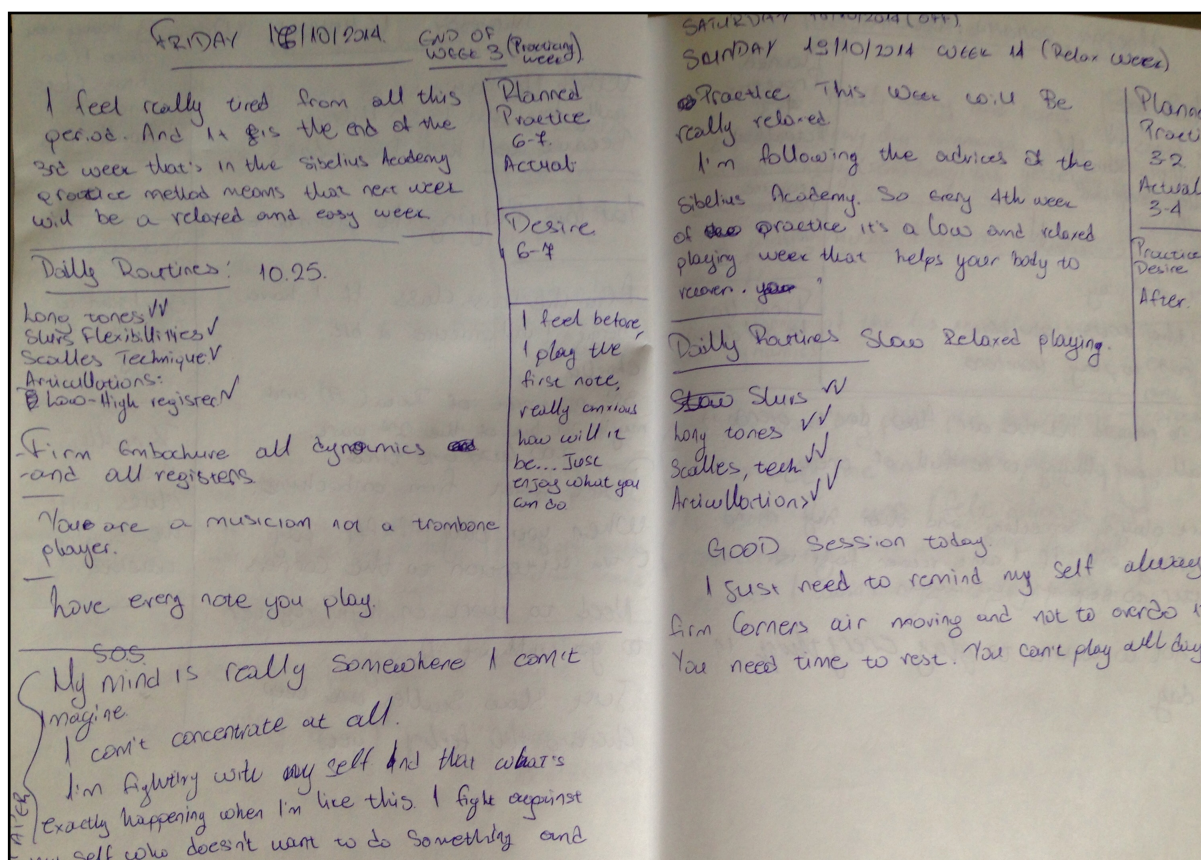 FRIDAY 18/10/2014.
END OF
WEEK 3 (Practicing
week)
I feel really tired from all this
period. And it is the end of the
3rd week that's in the Sibelius Academy
practice method means that next week
will be a relaxed and easy week
Planned
Practice
6-7.
Actual:
Desire
6-7
Dailly Routines: 10.25.
Long tones √√
Slurs Flexibillities √
Scalles Technique √
Articullations:
Low-High register √
Firm Embochure all dynamics
-and all registers.
You are a musician not a trombone
player.
Love every note you play.
I feel before,
I play the
first note,
really anxious
how will it
be... Just
enjoy what you
can do
S.O.S.
My mind is really somewhere I can't
imagine.
I can't concentrate at all.
I'm fighting with my self And that what's
exactly happening when I'm like this. I fight against
my self who doesn't want to do something and
SATURDAY /10/2014 (OFF)
SUNDAY 19/10/2014 WEEK 4 (Relax week)
Practice This week will Be
really relaxed.
I'm following the advices of the
Sibelius Academy. So every 4th week
of practice it's a low and relaxed
playing week that helps your body to
recover.
Planne
Practi
3-2
Actual
3-4
Practice
Desire
After.
Dailly Routines Slow Relaxed playing.
Slow Slurs √√
Long tones √√
Scalles, tech √√
Articullations √√
GOOD Session today.
I Just need to remind my self always
firm Corners air moving and not to overdo i
You need time to rest. You can't play all day